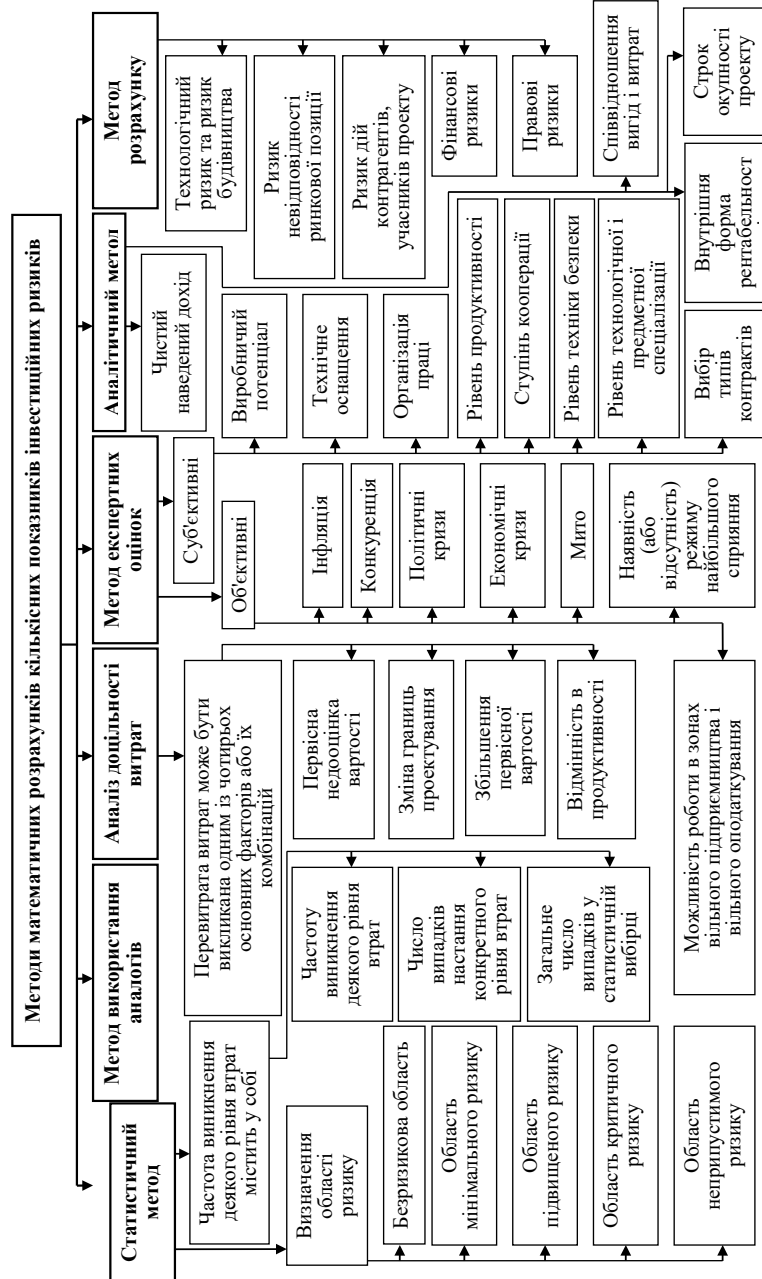 Методи математичних розрахунків кількісних показників інвестиційних ризиків
Статистичний
метод
Метод використання
аналогів
Аналіз доцільності
витрат
Метод експертних
оцінок
Аналітичний метод
Метод
розрахунку
Частота виникнення
деякого рівня втрат
містить у собі
Визначення
області
ризику
Безризикова область
Область
мінімального ризику
Область
підвищеного ризику
Область критичного
ризику
Область
неприпустимого
ризику
Частоту
виникнення
деякого рівня
втрат
Число
випадків
настання
конкретного
рівня втрат
Загальне
число
випадків у
статистичній
вибірці
Перевитрата витрат може бути
викликана одним із чотирьох
основних факторів або їх
комбінацій
Первісна
недооцінка
вартості
Зміна границь
проектування
Збільшення
первісної
вартості
Відмінність в
продуктивності
Суб'єктивні
Об'єктивні
Інфляція
Конкуренція
Політичні
кризи
Економічні
кризи
Мито
Наявність
(або
відсутність)
режиму
найбільшого
сприяння
Можливість роботи в зонах
вільного підприємництва і
вільного оподаткування
Виробничий
потенціал
Технічне
оснащення
Організація
праці
Рівень продуктивності
Ступінь кооперації
Рівень техніки безпеки
Рівень технологічної і
предметної
спеціалізації
Вибір
типів
контрактів
Чистий
наведений дохід
Співвідношення
вигід і витрат
Внутрішня
форма
рентабельност
Строк
окупності
проекту
Технологічний
ризик та ризик
будівництва
Ризик
невідповідності
ринкової позиції
Ризик дій
контрагентів,
учасників проекту
Фінансові
ризики
Правові
ризики